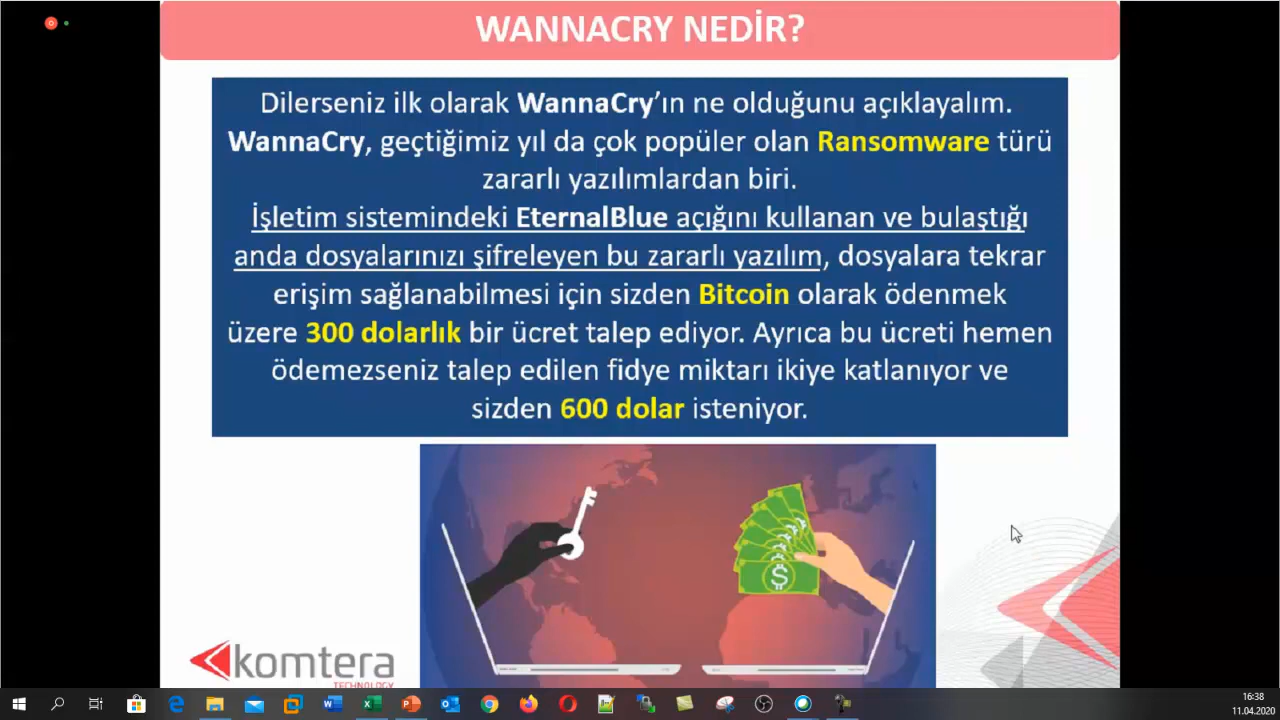 WANNACRY NEDİR?
Dilerseniz ilk olarak WannaCry’ın ne olduğunu açıklayalım.
WannaCry, geçtiğimiz yıl da çok popüler olan Ransomware türü
zararlı yazılımlardan biri.
İşletim sistemindeki EternalBlue açığını kullanan ve bulaştığı
anda dosyalarınızı şifreleyen bu zararlı yazılım, dosyalara tekrar
erişim sağlanabilmesi için sizden Bitcoin olarak ödenmek
üzere 300 dolarlık bir ücret talep ediyor. Ayrıca bu ücreti hemen
ödemezseniz talep edilen fidye miktarı ikiye katlanıyor ve
sizden 600 dolar isteniyor.
$
komtera
TECHNOLOGY
16:38
11.04.2020